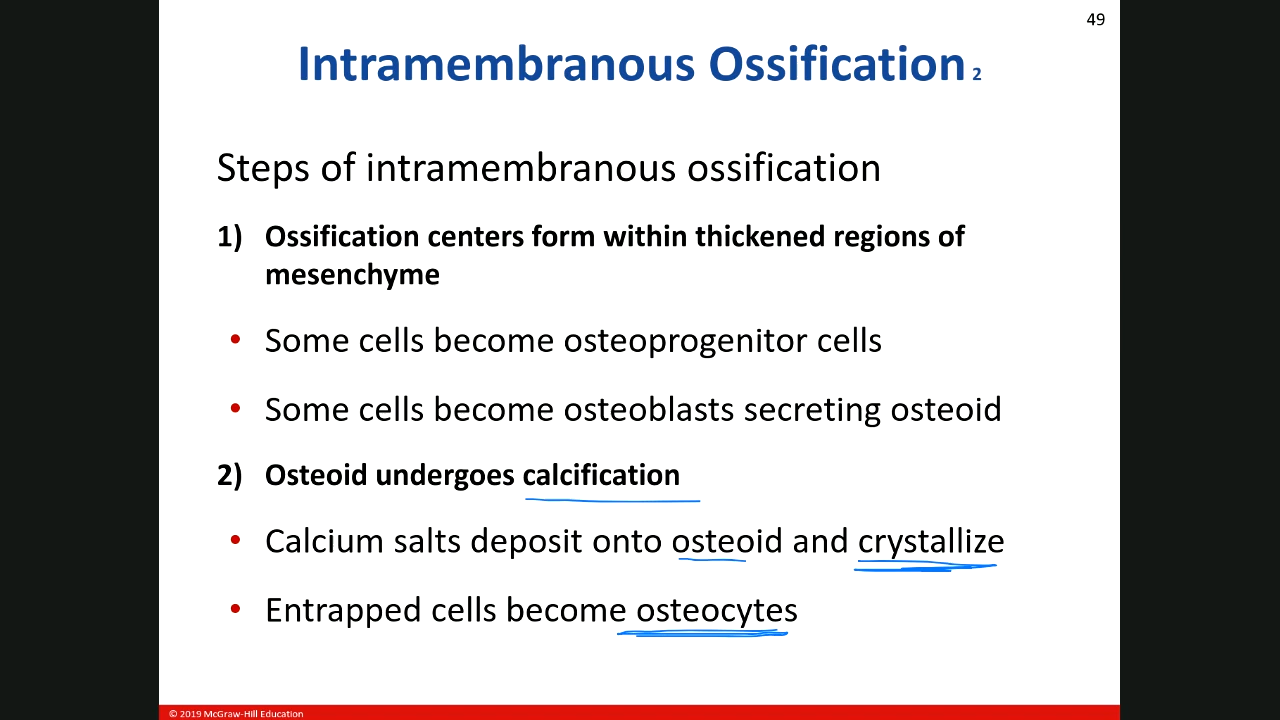 49
Intramembranous Ossification 2
Steps of intramembranous ossification
1) Ossification centers form within thickened regions of
mesenchyme
• Some cells become osteoprogenitor cells
• Some cells become osteoblasts secreting osteoid
2) Osteoid undergoes calcification
• Calcium salts deposit onto osteoid and crystallize
• Entrapped cells become osteocytes
© 2019 McGraw-Hill Education